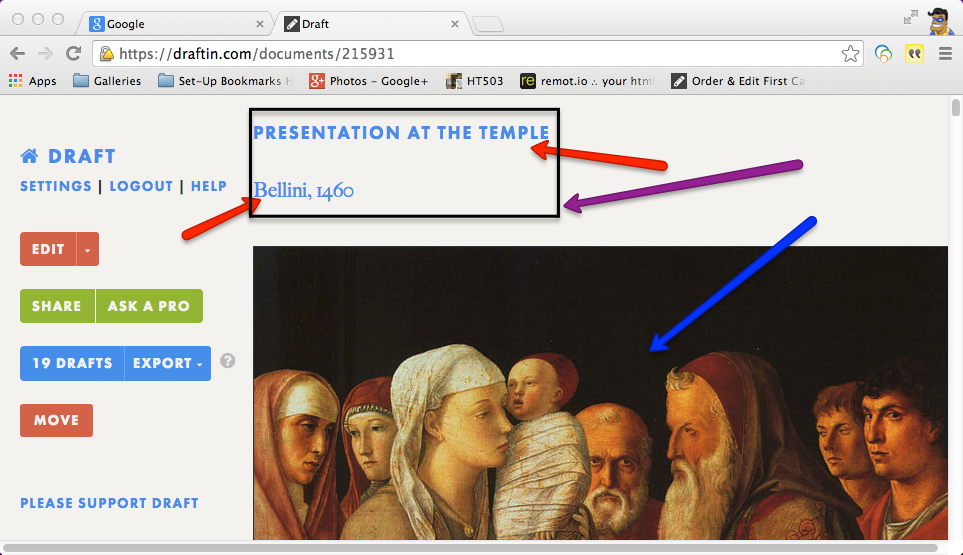 Google
Draft
https://draftin.com/documents/215931
Apps
Galleries
Set-Up Bookmarks
Photos - Google+
HT503
remot.io .: your html
Order & Edit First Ca
PRESENTATION AT THE TEMPLE
DRAFT
SETTINGS | LOGOUT | HELP
Bellini, 1460
EDIT
SHARE
ASK A PRO
19 DRAFTS
EXPORT
?
MOVE
PLEASE SUPPORT DRAFT